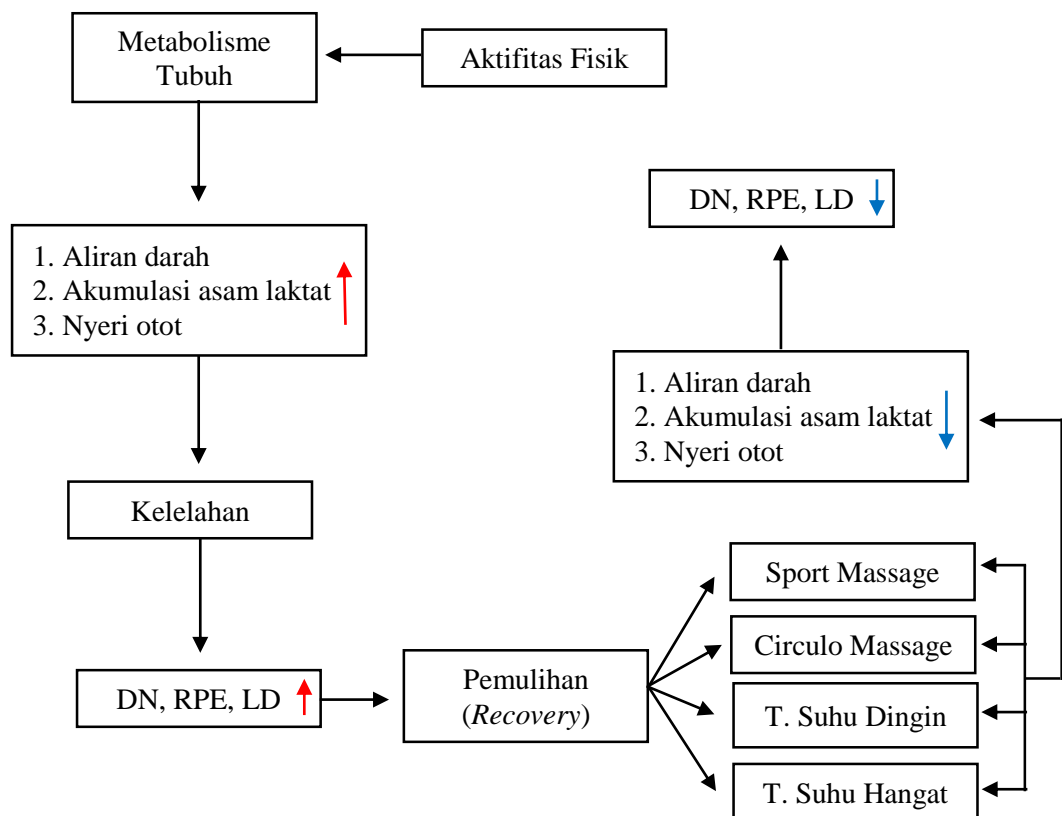 Metabolisme
Tubuh
Aktifitas Fisik
1. Aliran darah
2. Akumulasi asam laktat
3. Nyeri otot
Kelelahan
DN, RPE, LD
Pemulihan
(Recovery)
Sport Massage
Circulo Massage
T. Suhu Dingin
T. Suhu Hangat
1. Aliran darah
2. Akumulasi asam laktat
3. Nyeri otot
DN, RPE, LD